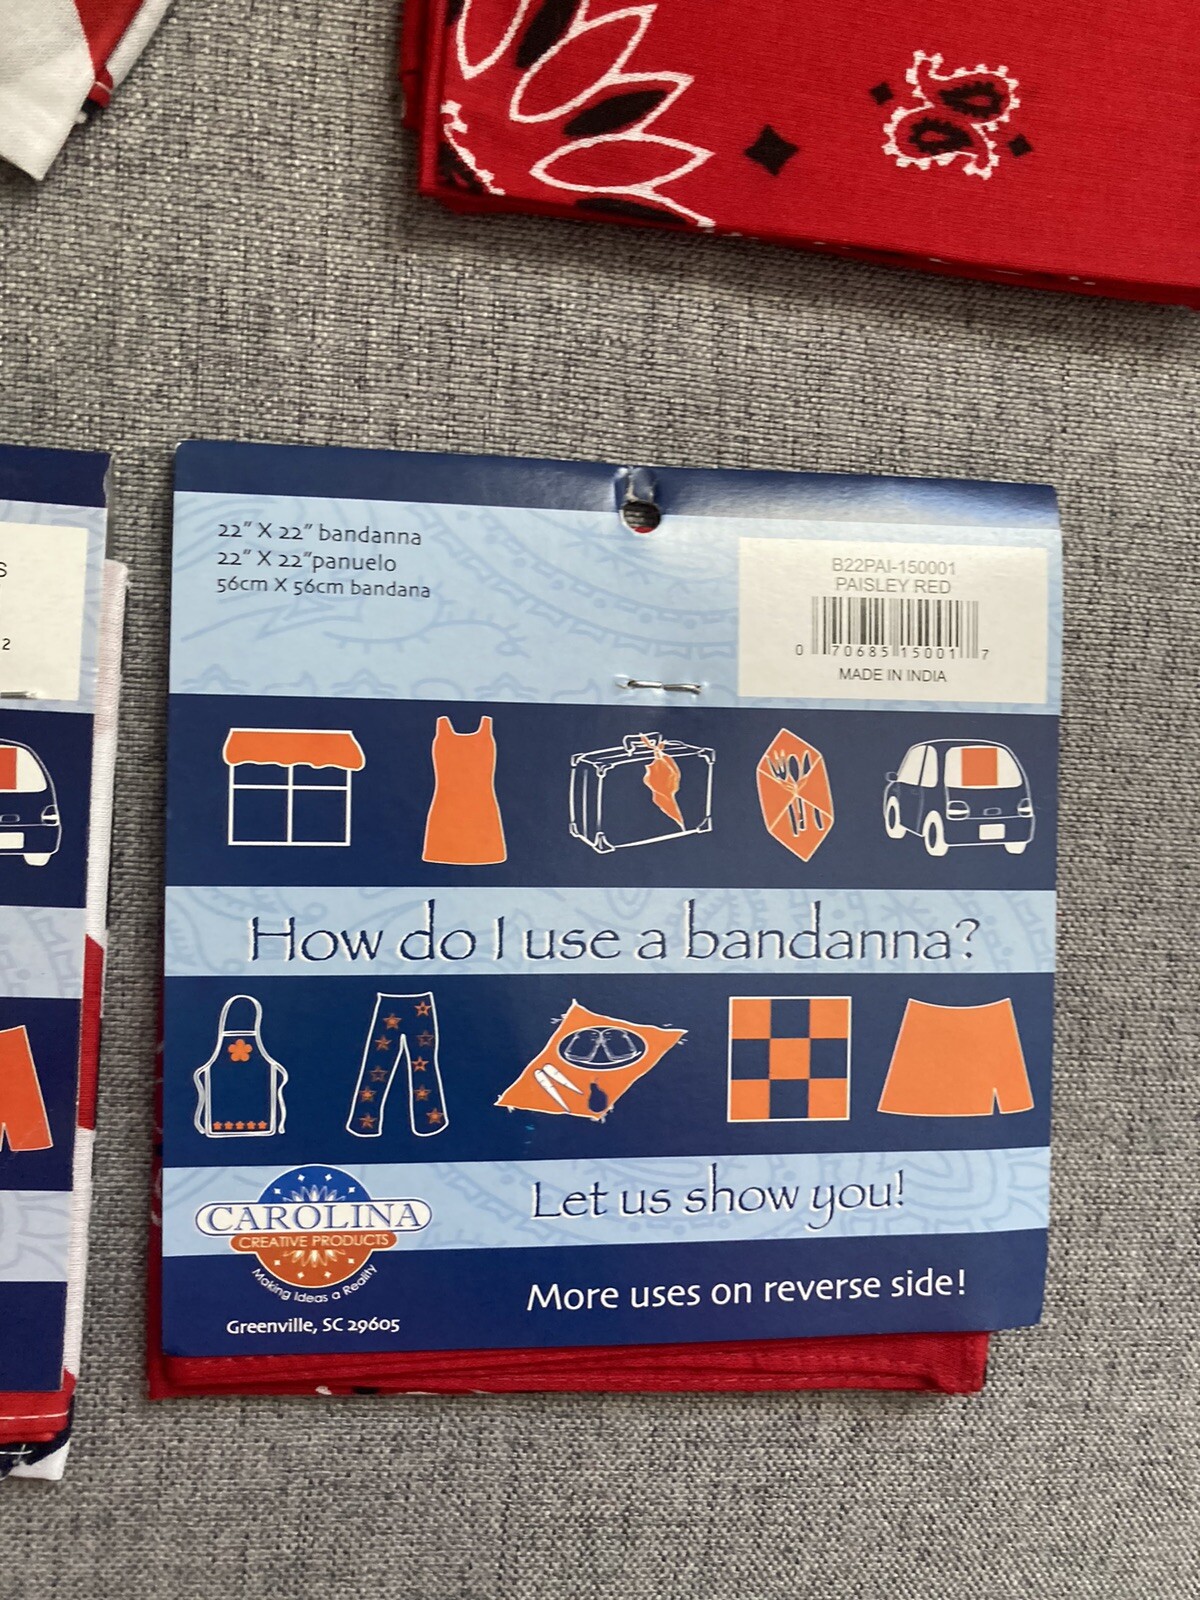 22" X 22" bandanna
22" X 22"panuelo
56cm X 56cm bandana
B22PAI-150001
PAISLEY RED
0 70685 15001 7
MADE IN INDIA
How do I use a bandanna?
Let us show you!
CAROLINA
CREATIVE PRODUCTS
Making Ideas a Reality
Greenville, SC 29605
More uses on reverse side!
S
2